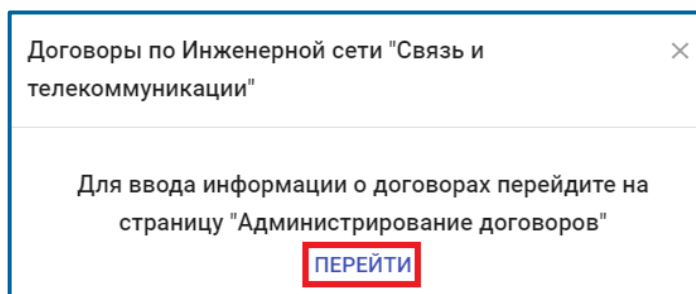 Договоры по Инженерной сети "Связь и
телекоммуникации"
Для ввода информации о договорах перейдите на
страницу "Администрирование договоров"
ПЕРЕЙТИ